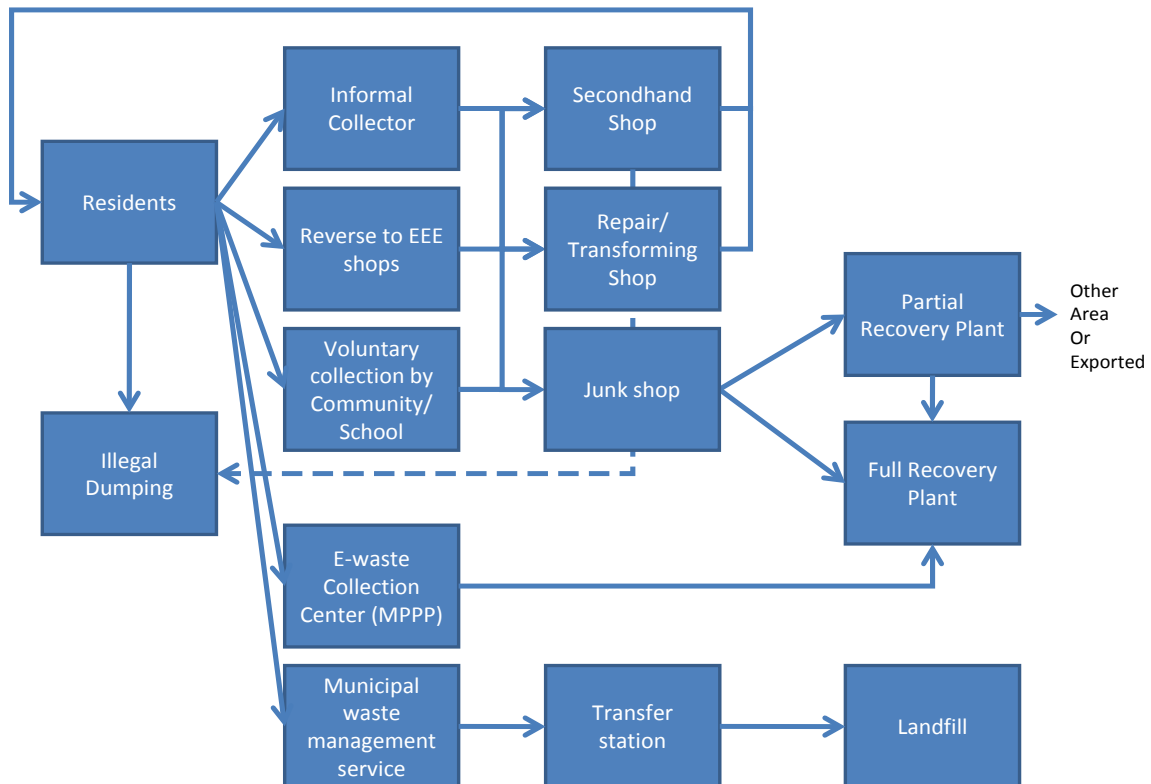 Informal
Collector
Secondhand
Shop
Residents
Reverse to EEE
shops
Repair/
Transforming
Shop
Partial
Recovery Plant
Other
Area
Or
Exported
Voluntary
collection by
Community/
School
Junk shop
Illegal
Dumping
Full Recovery
Plant
E-waste
Collection
Center (MPPP)
Municipal
waste
management
service
Transfer
station
Landfill